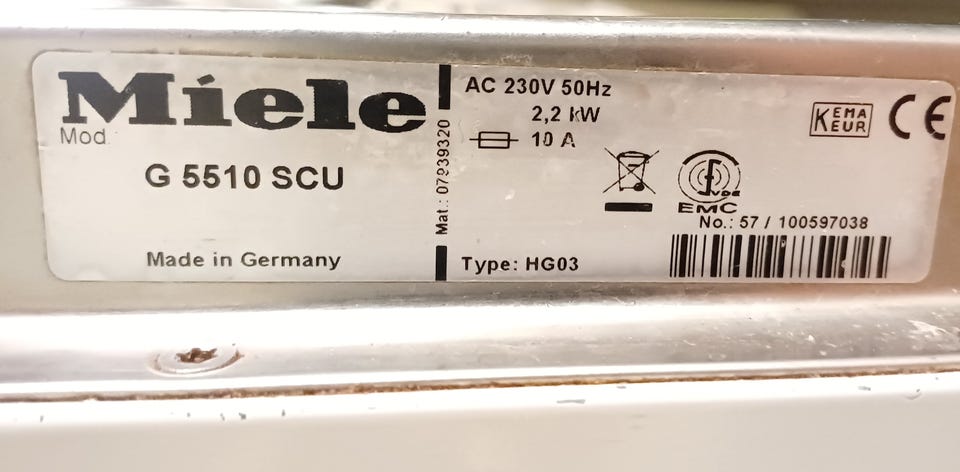 Miele
Mod.
G 5510 SCU
Made in Germany
Mat.: 07939320
AC 230V 50Hz
2,2 kW
10 A
Type: HG03
KEMA
EUR
CE
VDE
EMC
No.: 57 / 100597038